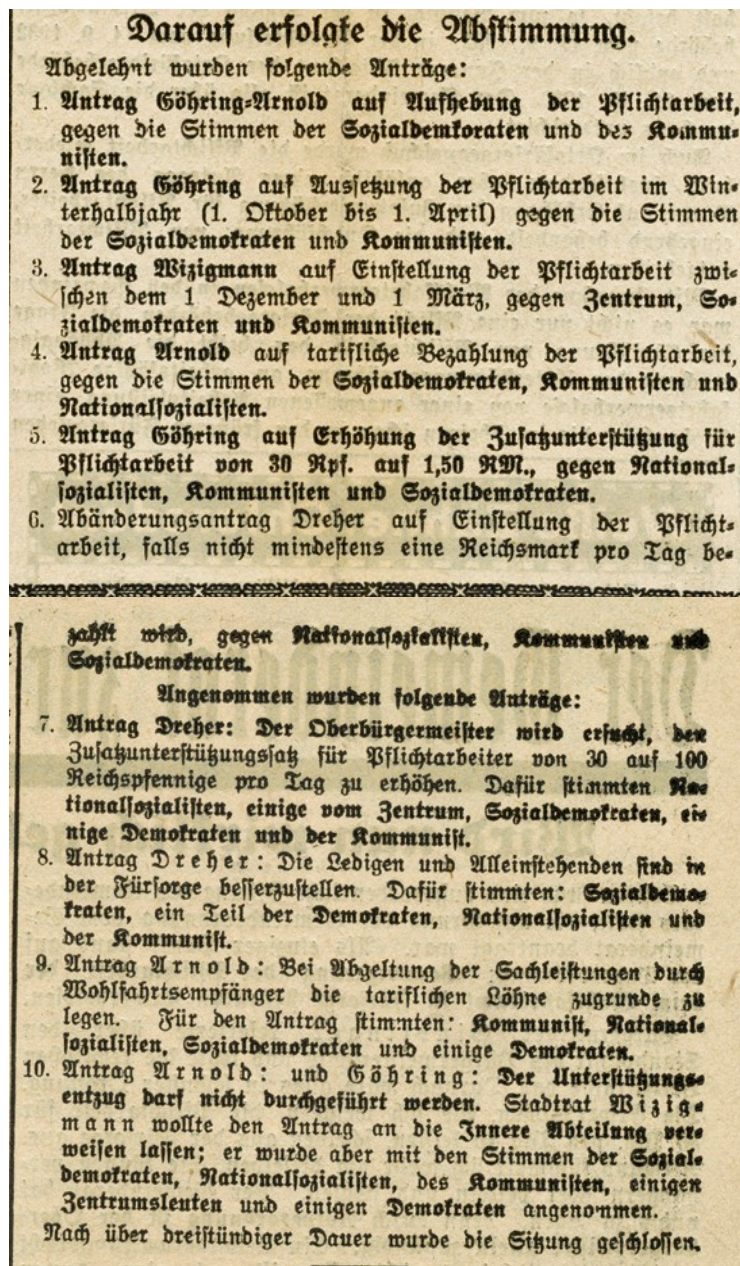 Darauf erfolgte die Abstimmung.
Abgelehnt wurden folgende Anträge:
1. Antrag Göhring-Arnold auf Aufhebung der Pflichtarbeit,
gegen die Stimmen der Sozialdemkoraten und des Kommu-
nisten.
2. Antrag Göhring auf Aussetzung der Pflichtarbeit im Win-
terhalbjahr (1. Oktober bis 1. April) gegen die Stimmen
der Sozialdemokraten und Kommunisten.
3. Antrag Wizigmann auf Einstellung der Pflichtarbeit zwi-
schen dem 1 Dezember und 1 März, gegen Zentrum, So-
zialdemokraten und Kommunisten.
4. Antrag Arnold auf tarifliche Bezahlung der Pflichtarbeit,
gegen die Stimmen der Sozialdemokraten, Kommunisten und
Nationalsozialisten.
5. Antrag Göhring auf Erhöhung der Zusatzunterstützung für
Pflichtarbeit von 30 Rpf. auf 1,50 RM., gegen National-
sozialisten, Kommunisten und Sozialdemokraten.
6. Abänderungsantrag Dreher auf Einstellung der Pflicht-
arbeit, falls nicht mindestens eine Reichsmark pro Tag be-
zahlt wird, gegen Nationalsozialisten, Kommunisten und
Sozialdemokraten.
Angenommen wurden folgende Anträge:
7. Antrag Dreher: Der Oberbürgermeister wird ersucht, den
Zusatzunterstützungssatz für Pflichtarbeiter von 30 auf 100
Reichspfennige pro Tag zu erhöhen. Dafür stimmten Na-
tionalsozialisten, einige vom Zentrum, Sozialdemokraten, ei-
nige Demokraten und der Kommunist.
8. Antrag Dreher: Die Ledigen und Alleinstehenden sind in
der Fürsorge besserzustellen. Dafür stimmten: Sozialdemo-
kraten, ein Teil der Demokraten, Nationalsozialisten und
der Kommunist.
9. Antrag Arnold: Bei Abgeltung der Sachleistungen durch
Wohlfahrtsempfänger die tariflichen Löhne zugrunde zu
legen. Für den Antrag stimmten: Kommunist, National-
sozialisten, Sozialdemokraten und einige Demokraten.
10. Antrag Arnold: und Göhring: Der Unterstützungs-
entzug darf nicht durchgeführt werden. Stadtrat Wizig-
mann wollte den Antrag an die Innere Abteilung ver-
weisen lassen; er wurde aber mit den Stimmen der Sozial-
demokraten, Nationalsozialisten, des Kommunisten, einigen
Zentrumsleuten und einigen Demokraten angenommen.
Nach über dreistündiger Dauer wurde die Sitzung geschlossen.